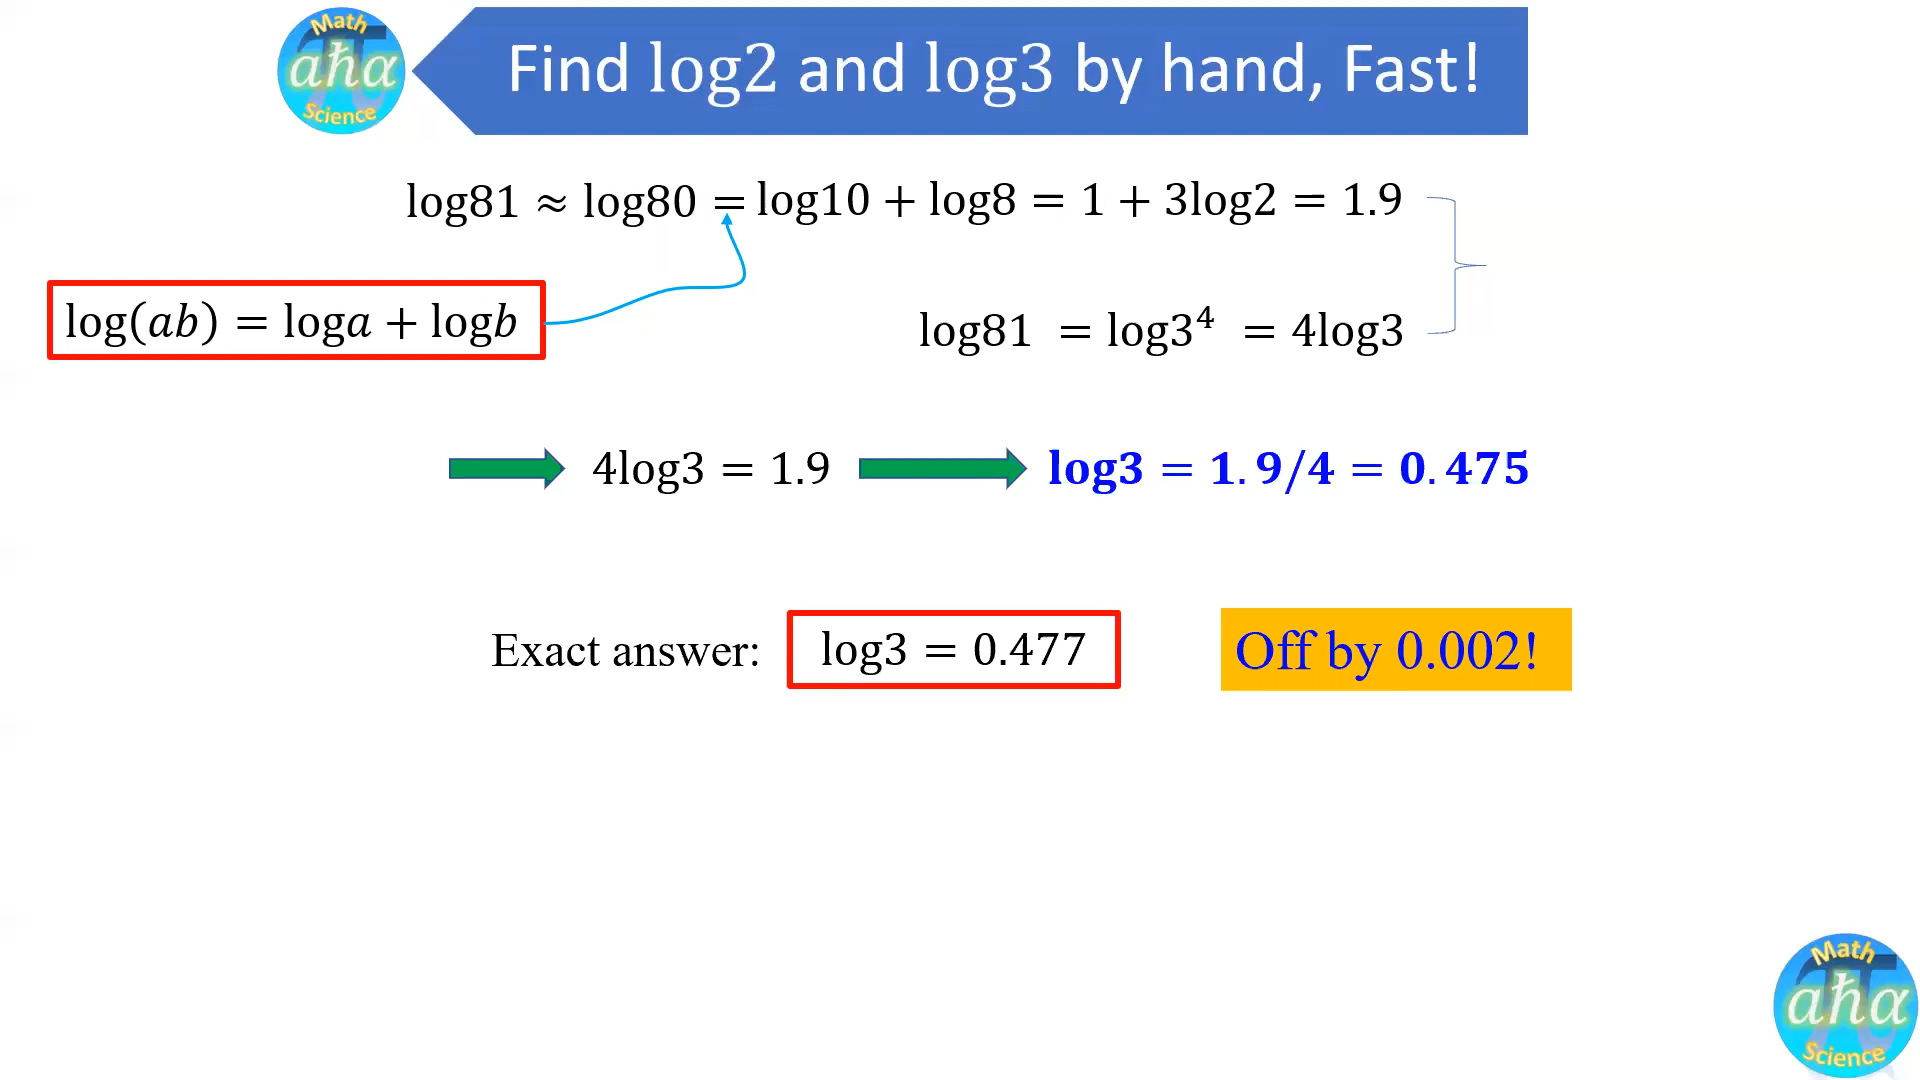 Math
aħα
Science
Find log2 and log3 by hand, Fast!
log81 ≈ log80 = log10 + log8 = 1 + 3log2 = 1.9
log(ab) = loga + logb
log81 = log3⁴ = 4log3
4log3 = 1.9
log3 = 1.9/4 = 0.475
Exact answer:
log3 = 0.477
Off by 0.002!
Math
aħα
Science